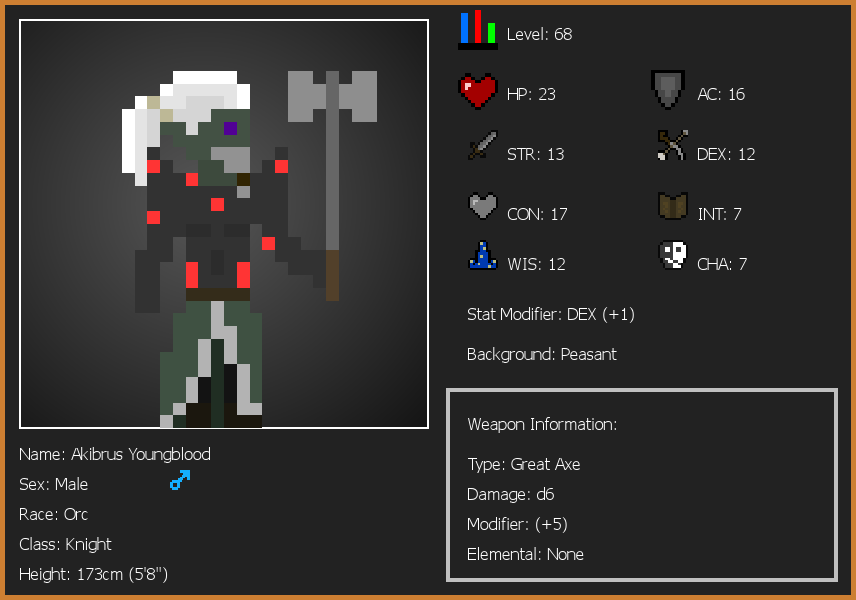 Level: 68
HP: 23
AC: 16
STR: 13
DEX: 12
CON: 17
INT: 7
WIS: 12
CHA: 7
Stat Modifier: DEX (+1)
Background: Peasant
Weapon Information:
Type: Great Axe
Damage: d6
Modifier: (+5)
Elemental: None
Name: Akibrus Youngblood
Sex: Male
Race: Orc
Class: Knight
Height: 173cm (5'8")